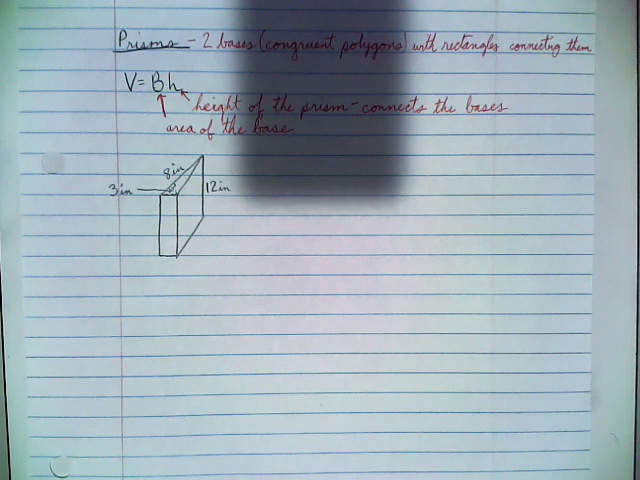 Prisms - 2 bases (congruent polygons) with rectangles connecting them
V = Bh
height of the prism - connects the bases
area of the base
8in
3in
12in